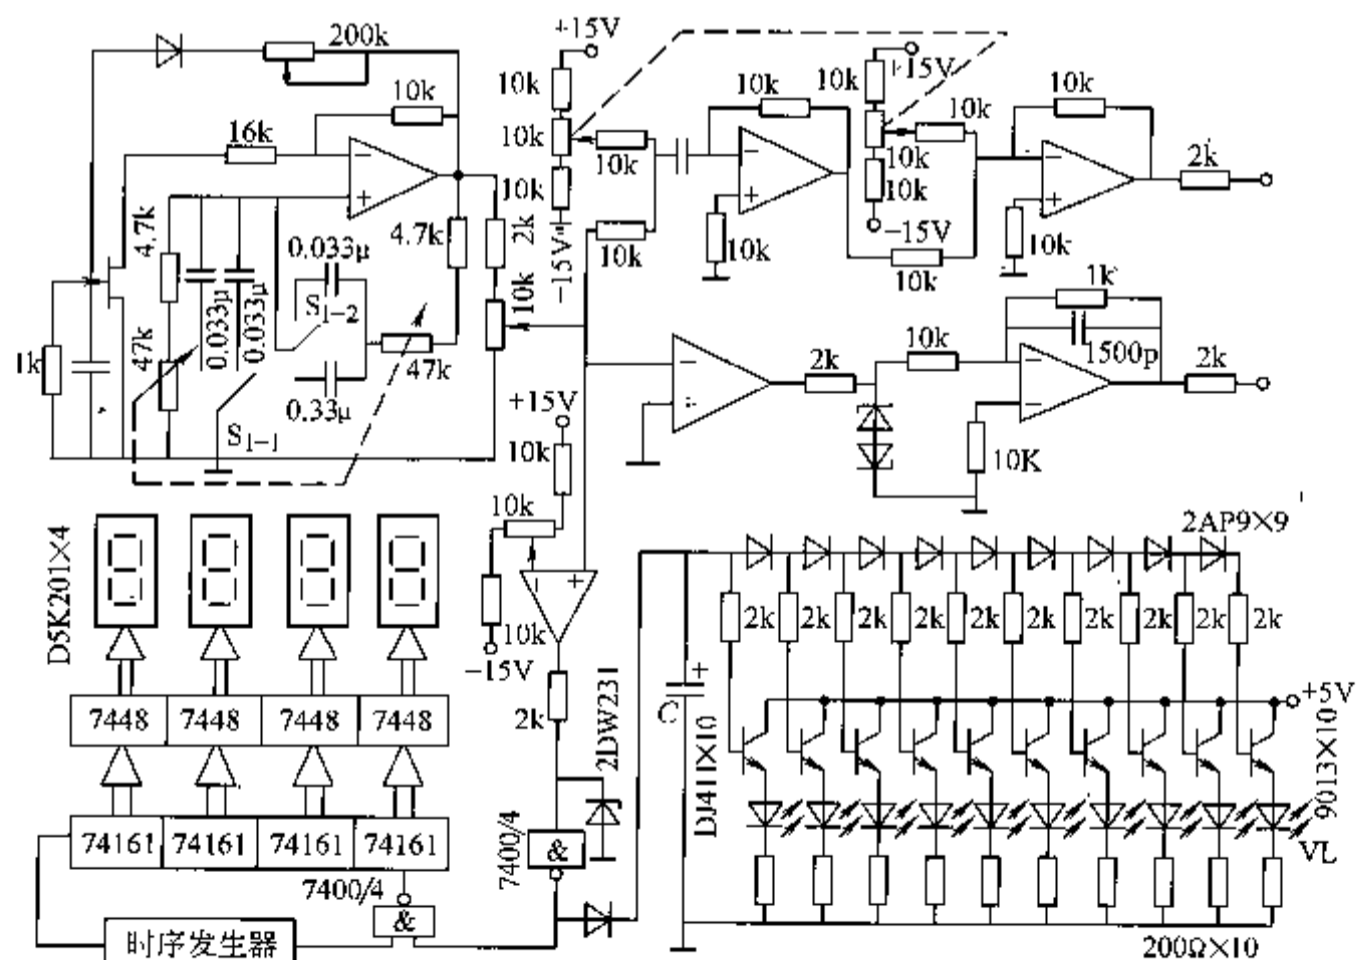 200k
10k
16k
4.7k
47k
1k
0.033μ
0.033μ
0.033μ
0.33μ
S1-2
S1-1
4.7k
47k
2k
10k
+15V
10k
10k
10k
-15V
10k
10k
10k
10k
+15V
10k
10k
10k
-15V
10k
10k
10k
10k
2k
2k
10k
1k
1500p
10K
2k
+15V
10k
10k
10k
-15V
2k
2DW231
7400/4
&
D5K201×4
7448 7448 7448 7448
74161 74161 74161 74161
7400/4
&
时序发生器
2AP9×9
2k 2k 2k 2k 2k 2k 2k 2k 2k 2k
+5V
C
+
DJ411×10
9013×10
VL
200Ω×10